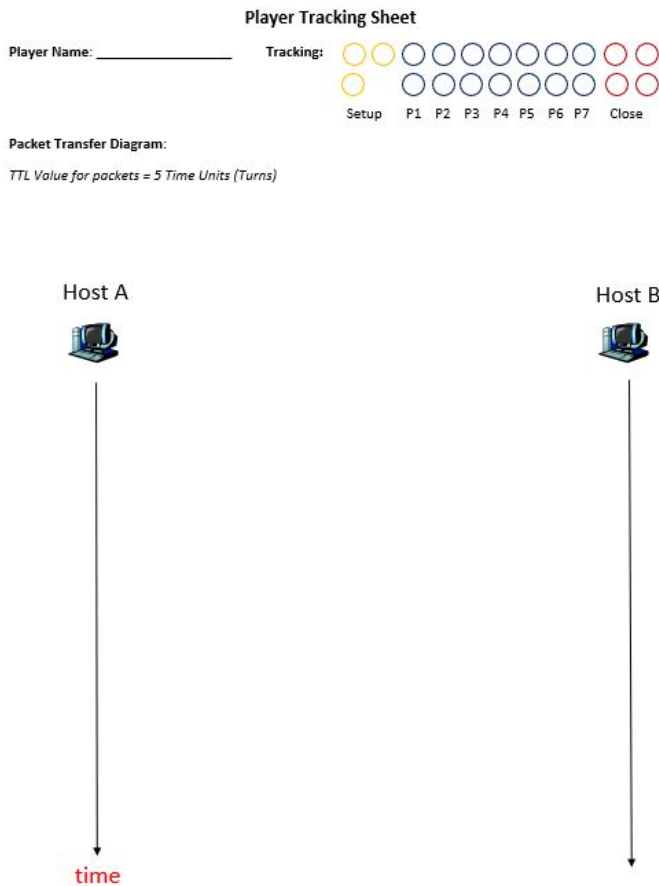 Player Tracking Sheet
Player Name: ____________________ Tracking:
Setup P1 P2 P3 P4 P5 P6 P7 Close
Packet Transfer Diagram:
TTL Value for packets = 5 Time Units (Turns)
Host A Host B
time